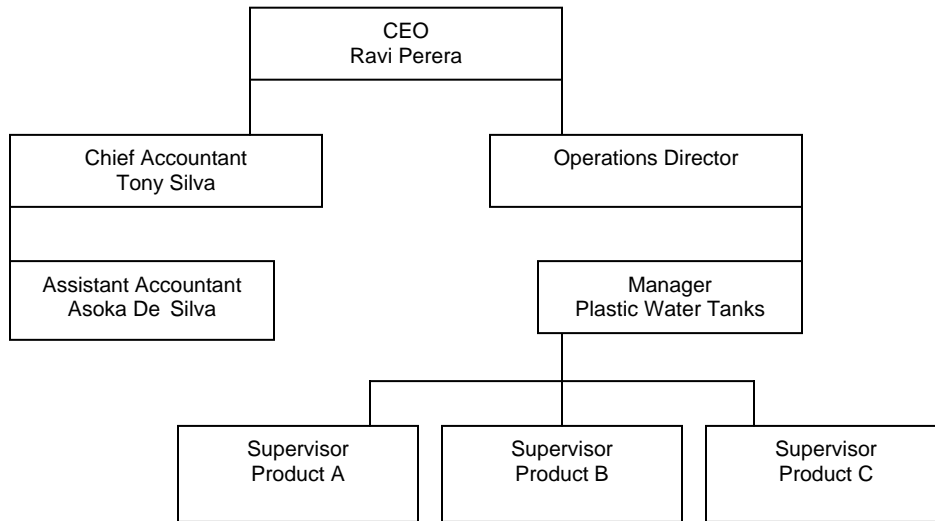 CEO
Ravi Perera
Chief Accountant
Tony Silva
Operations Director
Assistant Accountant
Asoka De Silva
Manager
Plastic Water Tanks
Supervisor
Product A
Supervisor
Product B
Supervisor
Product C